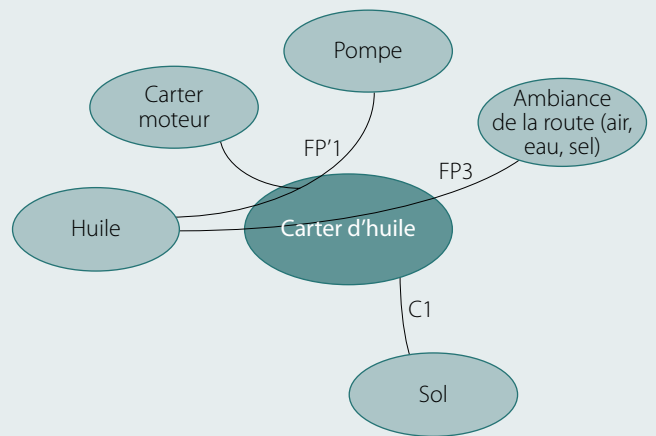 Pompe
Carter
moteur
Ambiance
de la route (air,
eau, sel)
FP'1
FP3
Huile
Carter d'huile
C1
Sol